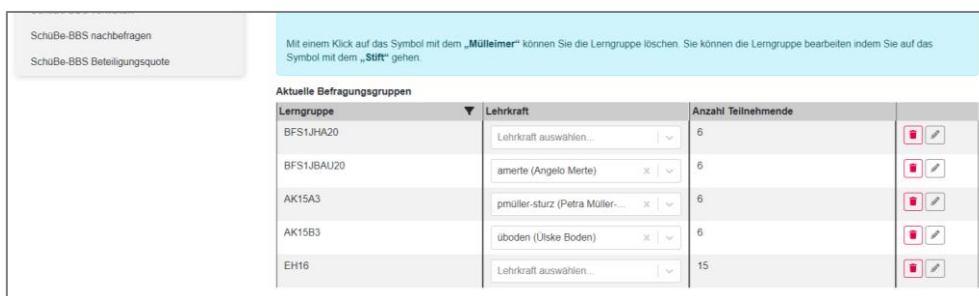 SchüBe-BBS nachbefragen
SchüBe-BBS Beteiligungsquote
Mit einem Klick auf das Symbol mit dem „Mülleimer“ können Sie die Lerngruppe löschen. Sie können die Lerngruppe bearbeiten indem Sie auf das
Symbol mit dem „Stift“ gehen.
Aktuelle Befragungsgruppen
Lerngruppe Lehrkraft Anzahl Teilnehmende
BFS1JHA20 Lehrkraft auswählen... 6
BFS1JBAU20 amerte (Angelo Merte) 6
AK15A3 pmüller-sturz (Petra Müller-... 6
AK15B3 üboden (Ülske Boden) 6
EH16 Lehrkraft auswählen... 15